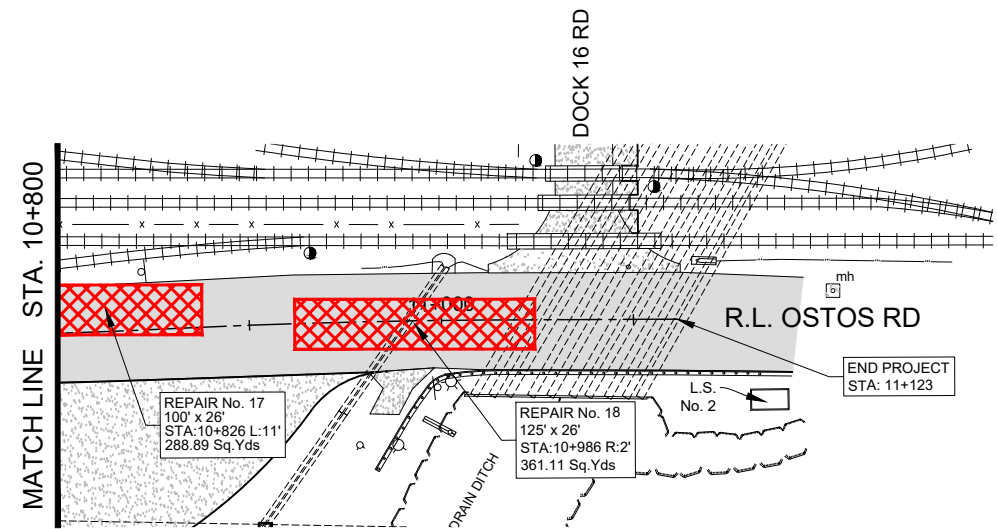 DOCK 16 RD
MATCH LINE STA. 10+800
11+000
mh
R.L. OSTOS RD
END PROJECT
STA: 11+123
L.S.
No. 2
REPAIR No. 17
100' x 26'
STA:10+826 L:11'
288.89 Sq.Yds
REPAIR No. 18
125' x 26'
STA:10+986 R:2'
361.11 Sq.Yds
DRAIN DITCH